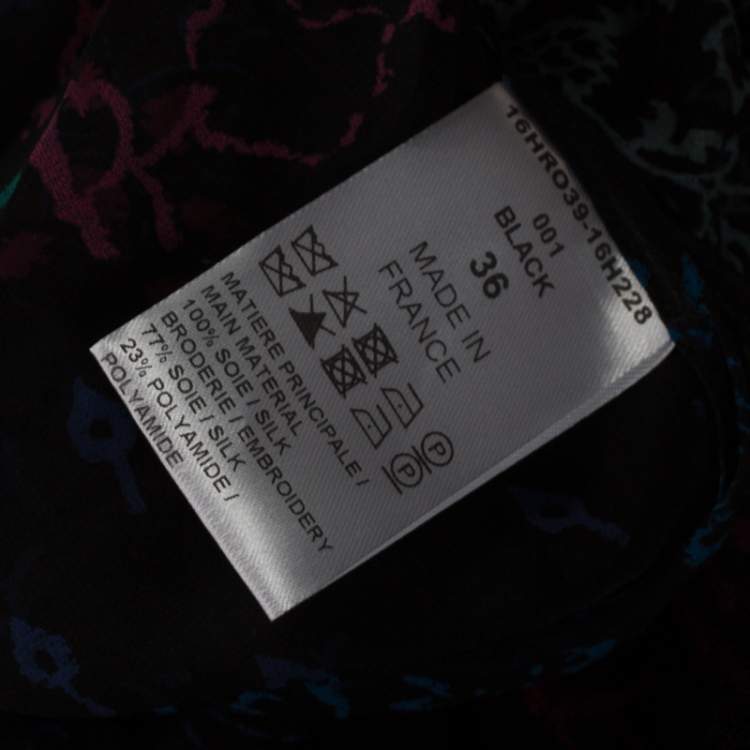 16HRO39-16H228
001
BLACK
36
MADE IN
FRANCE
P P
MATIERE PRINCIPALE /
MAIN MATERIAL
100% SOIE / SILK
BRODERIE / EMBROIDERY
77% SOIE / SILK
23% POLYAMIDE /
POLYAMIDE